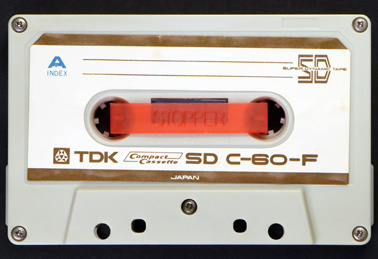 A
INDEX
SD
SUPER DYNAMIC TAPE
STOPPER
TDK Compact Cassette SD C-60-F
JAPAN